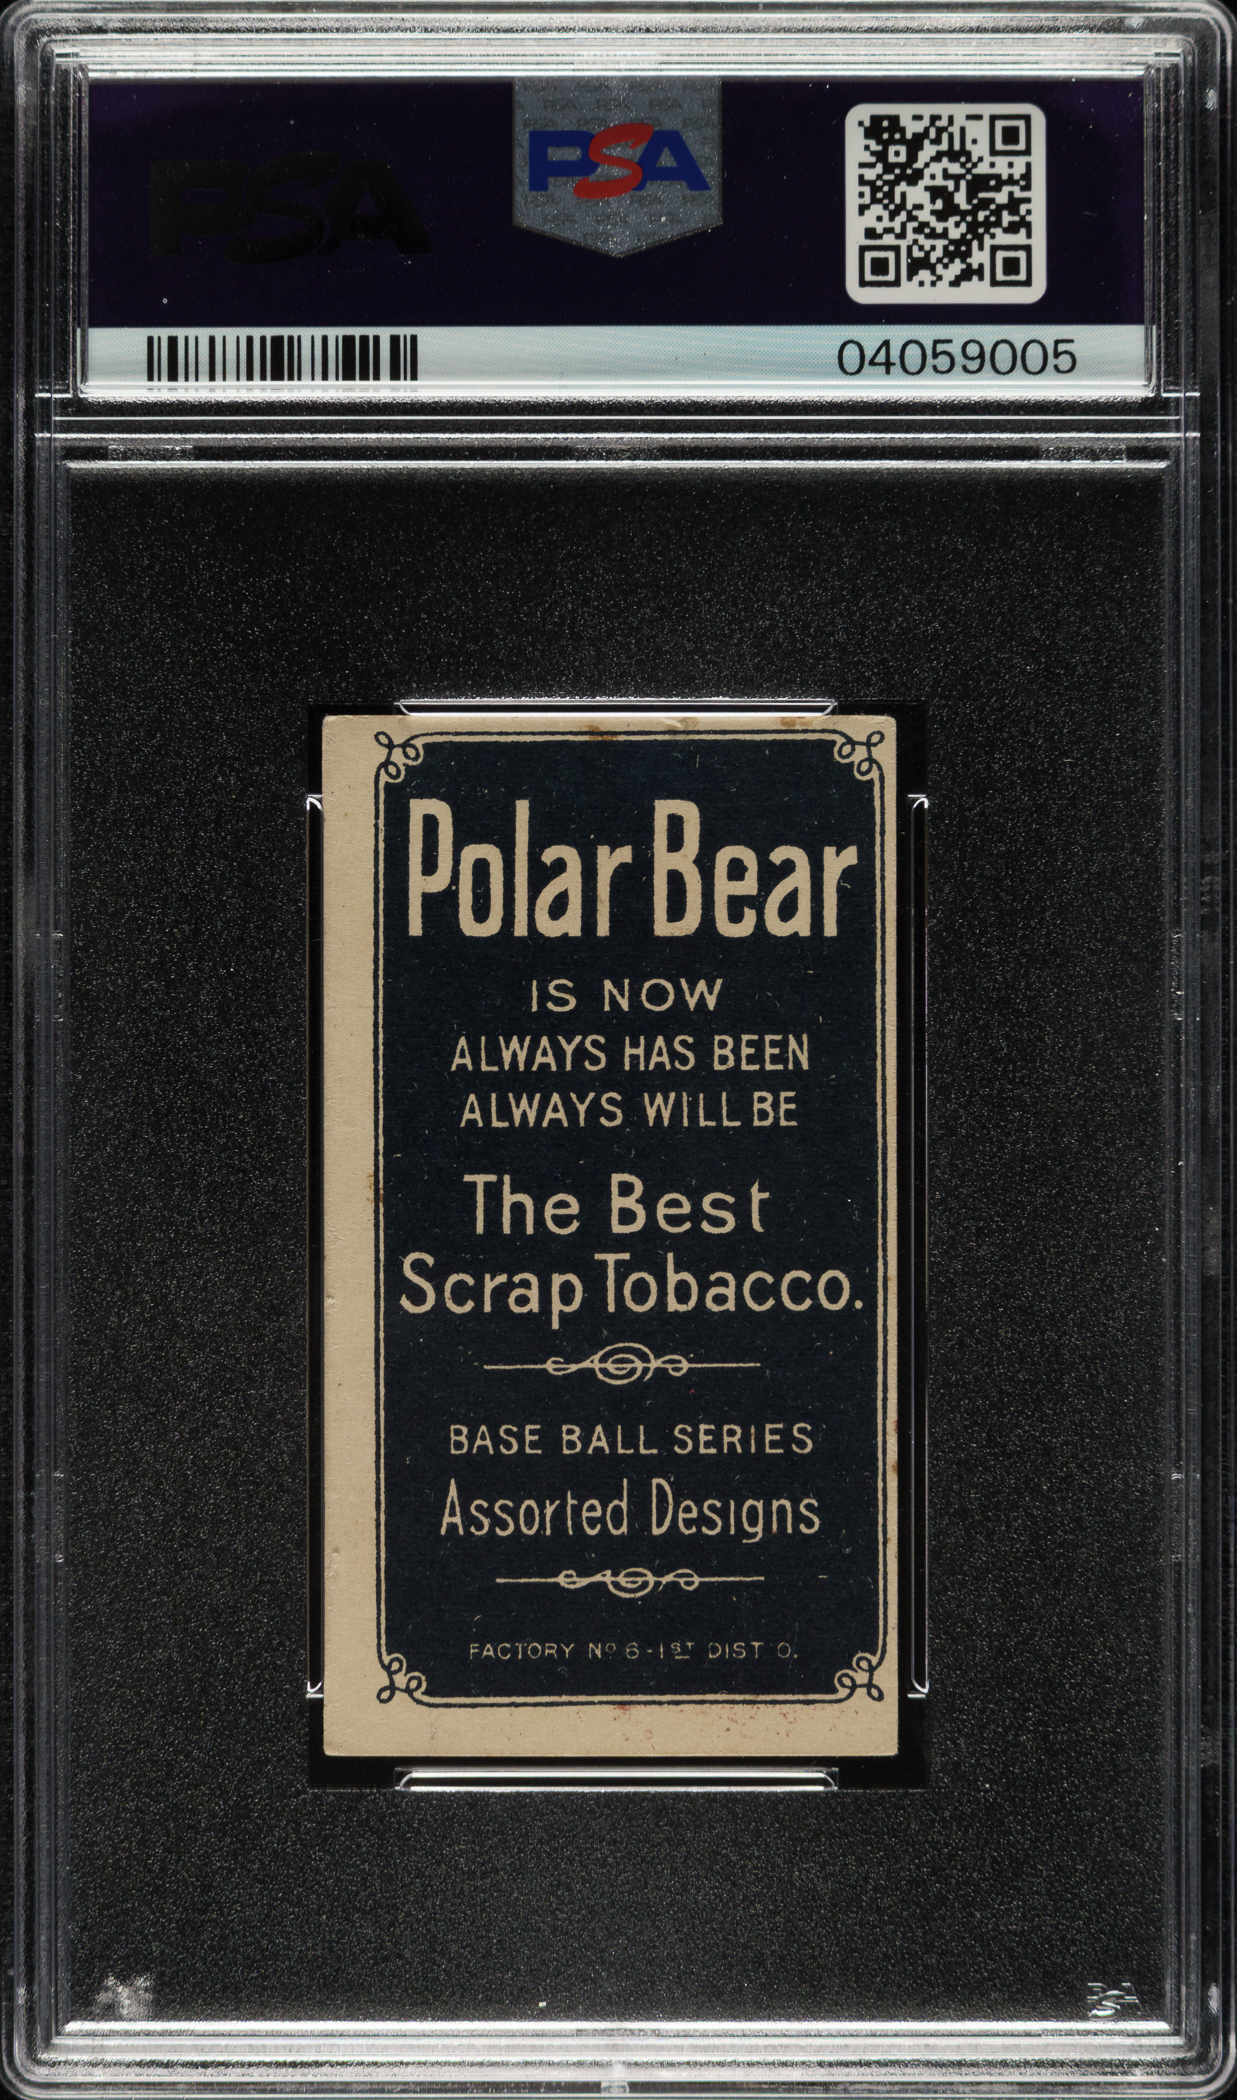 PSA
PSA
04059005
Polar Bear
IS NOW
ALWAYS HAS BEEN
ALWAYS WILL BE
The Best
Scrap Tobacco.
BASE BALL SERIES
Assorted Designs
FACTORY Nº 6-1ST DIST O.